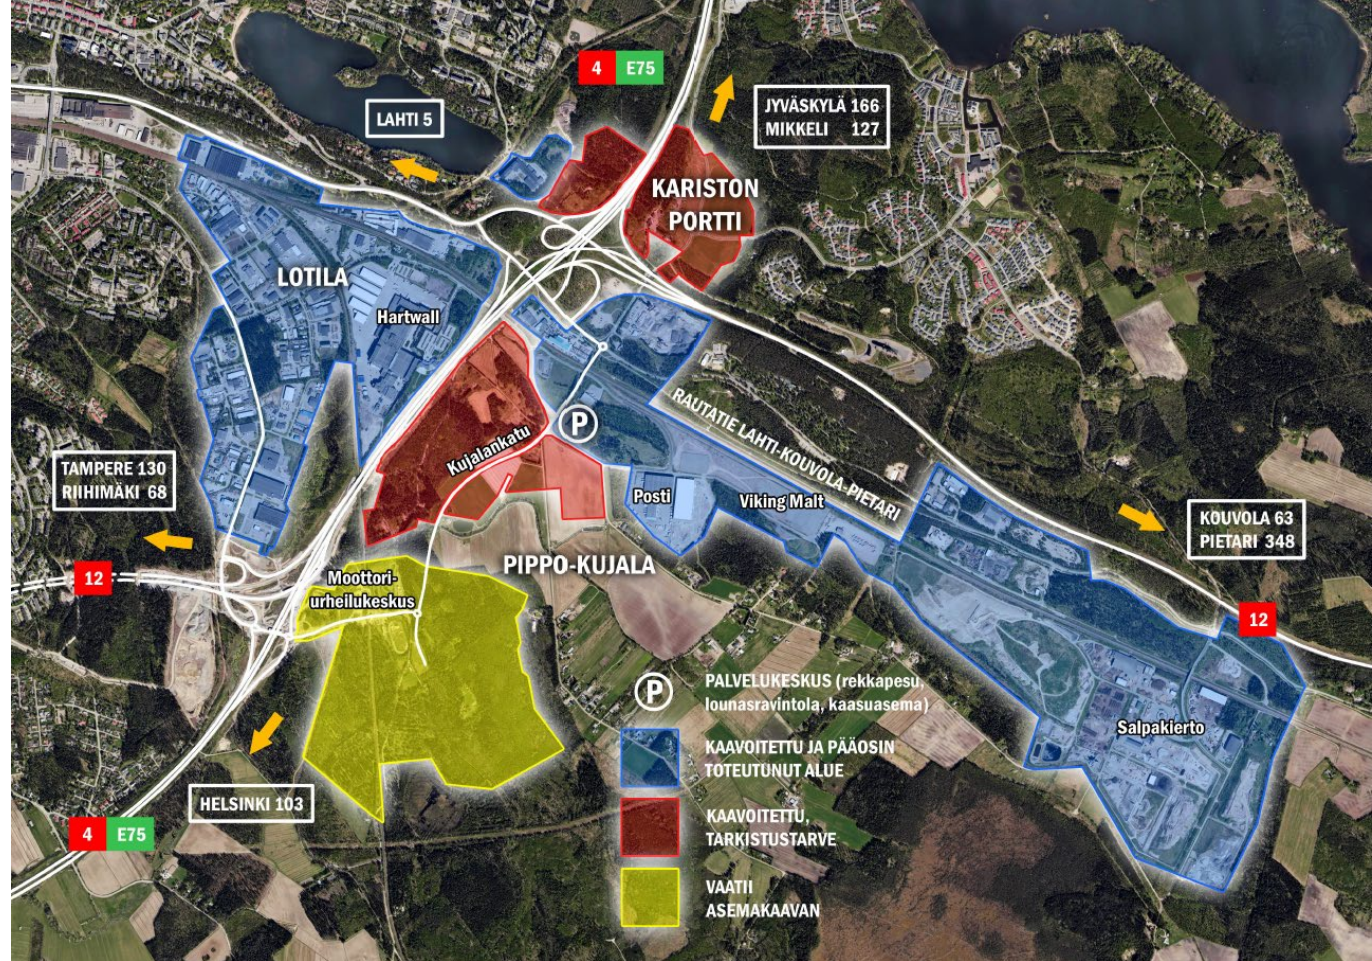 4 E75
LAHTI 5
JYVÄSKYLÄ 166
MIKKELI 127
KARISTON
PORTTI
LOTILA
Hartwall
RAUTATIE LAHTI-KOUVOLA-PIETARI
P
Kujalankatu
TAMPERE 130
RIIHIMÄKI 68
Posti
Viking Malt
KOUVOLA 63
PIETARI 348
12
PIPPO-KUJALA
Moottori-
urheilukeskus
12
P
PALVELUKESKUS (rekkapesu,
lounasravintola, kaasuasema)
Salpakierto
KAAVOITETTU JA PÄÄOSIN
TOTEUTUNUT ALUE
HELSINKI 103
4 E75
KAAVOITETTU,
TARKISTUSTARVE
VAATII
ASEMAKAAVAN